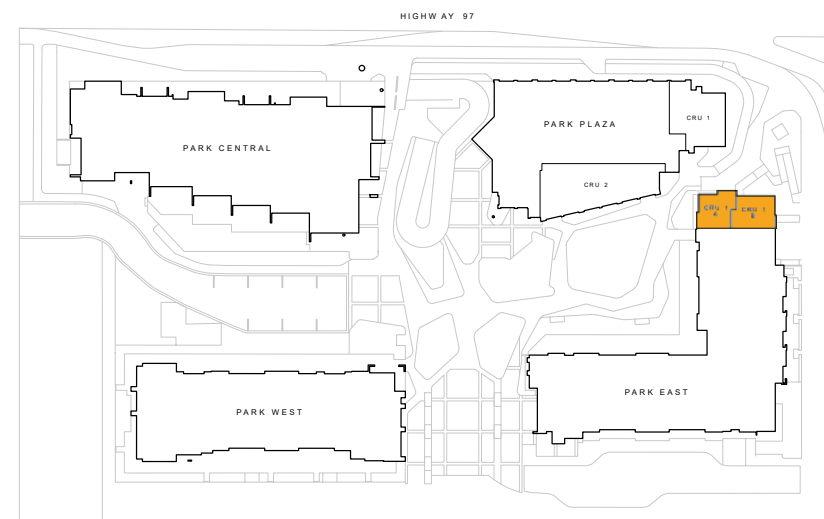 HIGHWAY 97
PARK CENTRAL
PARK PLAZA
CRU 1
CRU 2
CRU 1
A
CRU 1
B
PARK EAST
PARK WEST